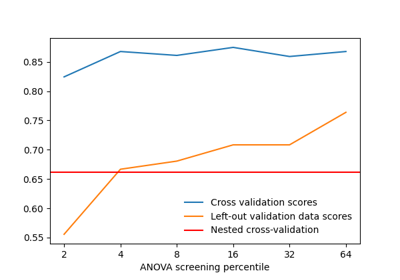 0.85
0.80
0.75
0.70
0.65
0.60
0.55
Cross validation scores
Left-out validation data scores
Nested cross-validation
2 4 8 16 32 64
ANOVA screening percentile